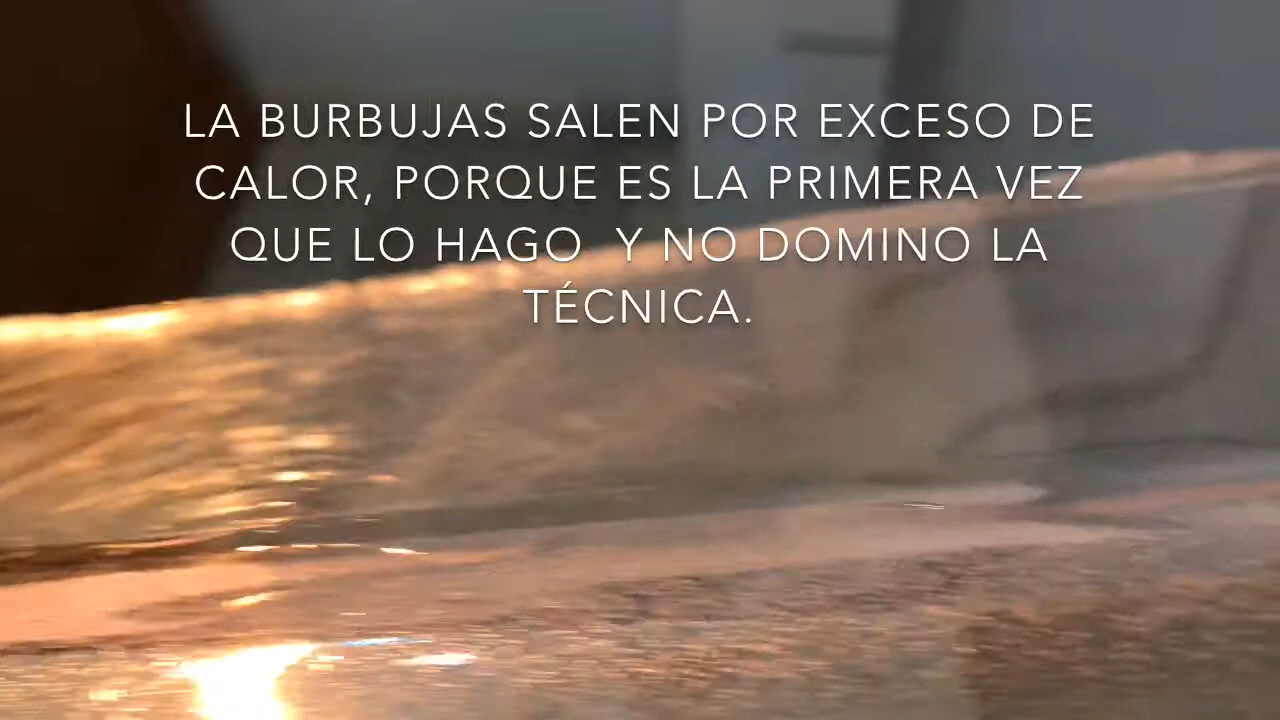 LA BURBUJAS SALEN POR EXCESO DE
CALOR, PORQUE ES LA PRIMERA VEZ
QUE LO HAGO  Y NO DOMINO LA
TÉCNICA.